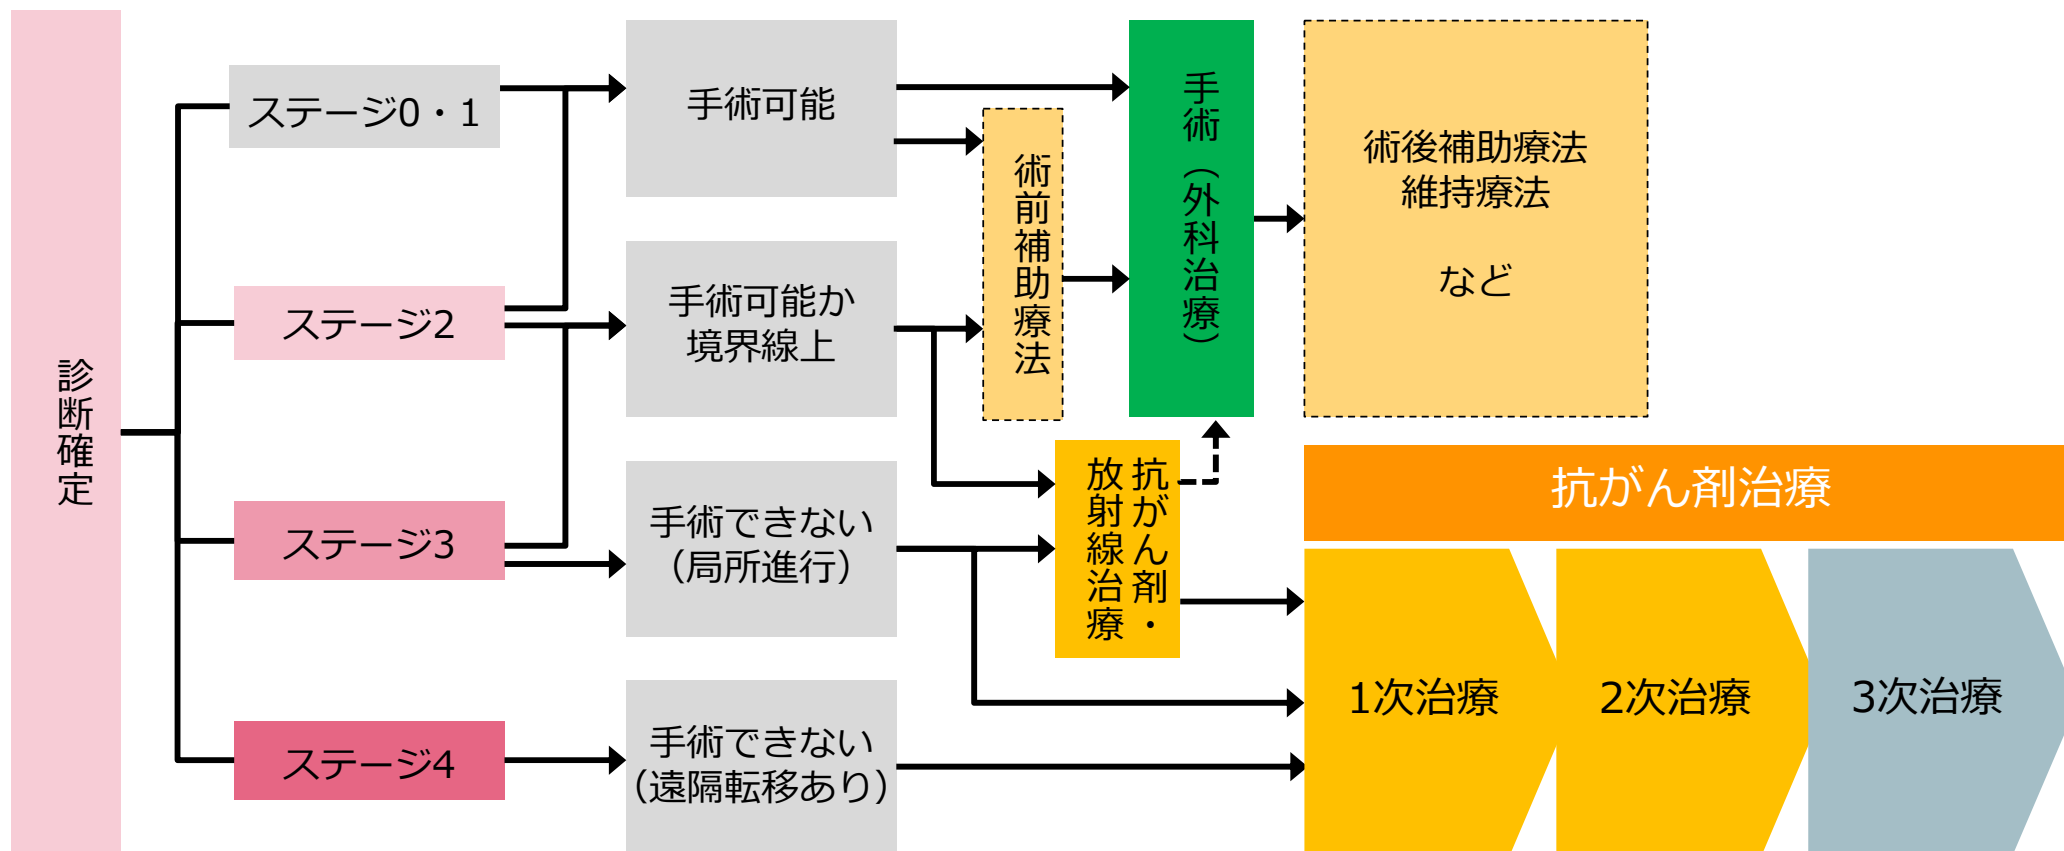 診断確定
ステージ0・1
ステージ2
ステージ3
ステージ4
手術可能
手術可能か
境界線上
手術できない
（局所進行）
手術できない
（遠隔転移あり）
術前補助療法
抗がん剤・
放射線治療
手術（外科治療）
術後補助療法
維持療法
など
抗がん剤治療
1次治療
2次治療
3次治療